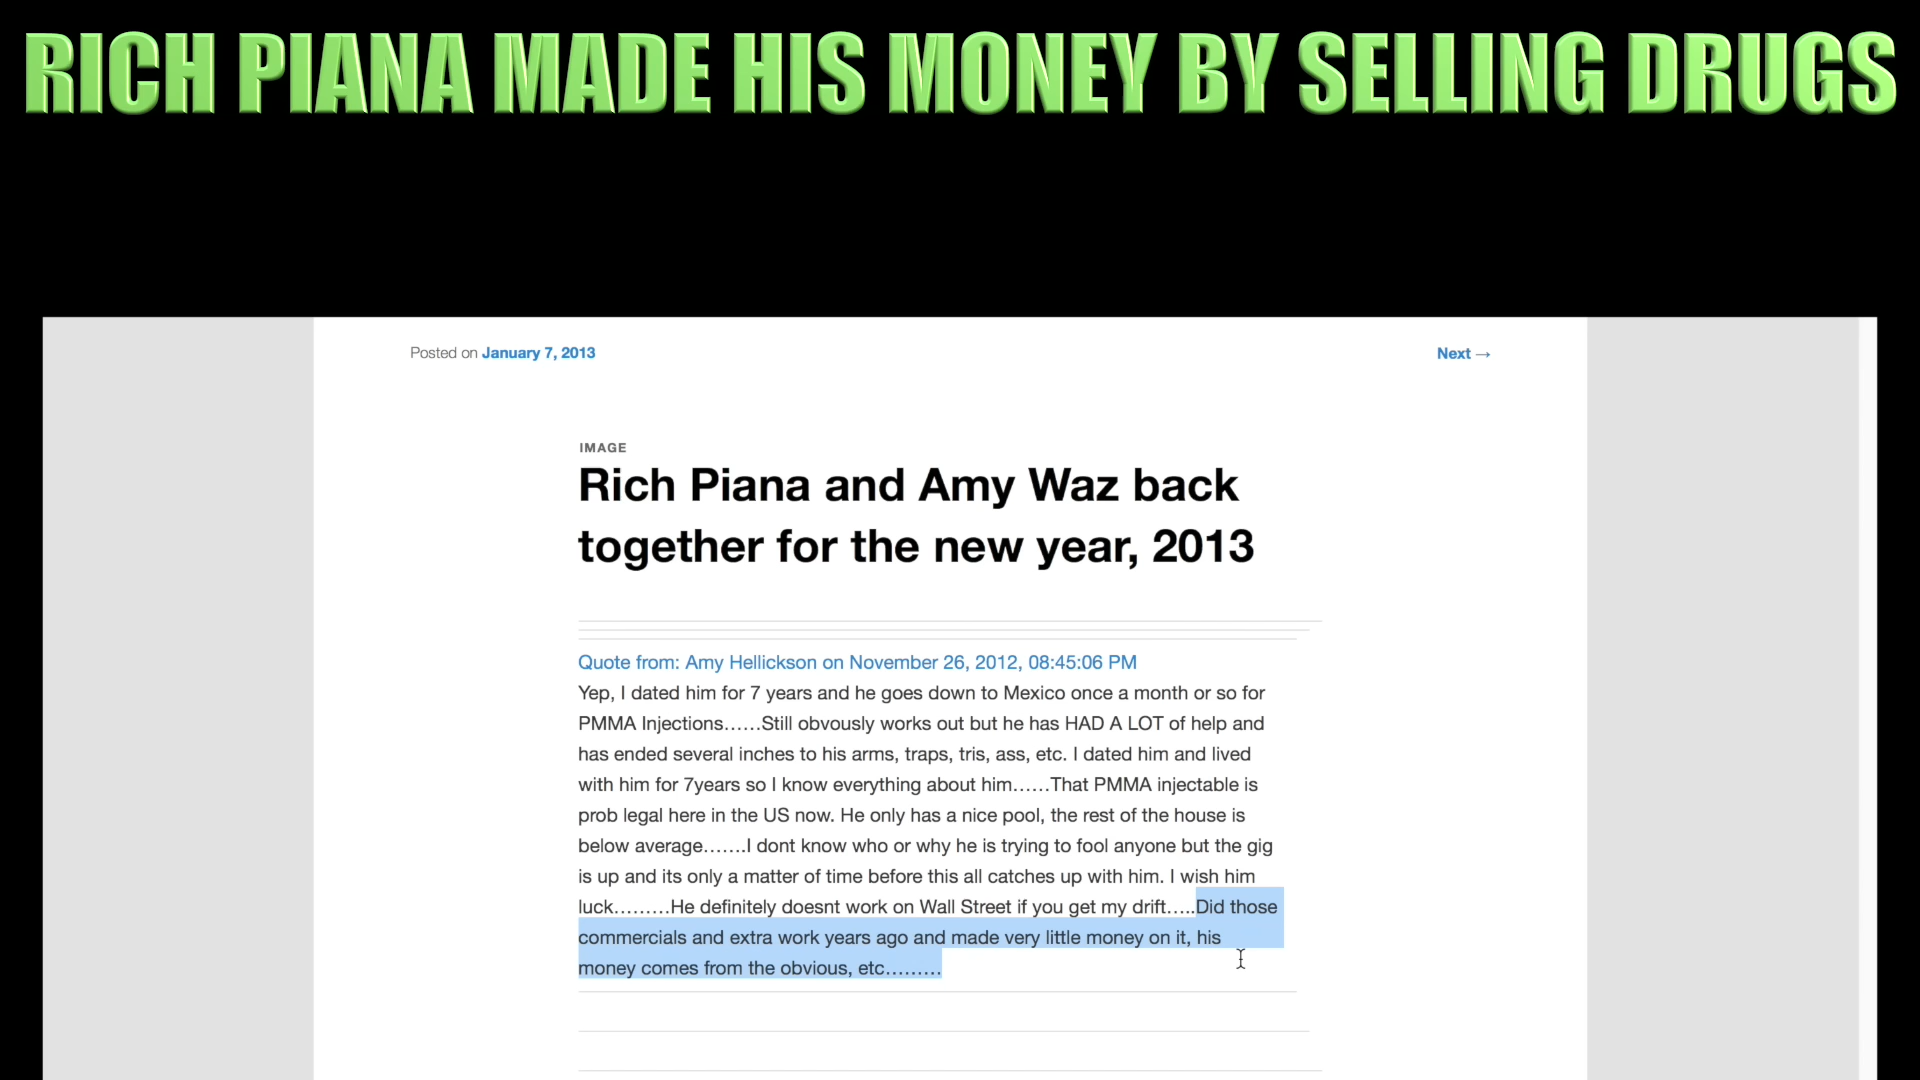 RICH PIANA MADE HIS MONEY BY SELLING DRUGS
Posted on January 7, 2013
Next →
IMAGE
Rich Piana and Amy Waz back
together for the new year, 2013
Quote from: Amy Hellickson on November 26, 2012, 08:45:06 PM
Yep, I dated him for 7 years and he goes down to Mexico once a month or so for
PMMA Injections……Still obvously works out but he has HAD A LOT of help and
has ended several inches to his arms, traps, tris, ass, etc. I dated him and lived
with him for 7years so I know everything about him……That PMMA injectable is
prob legal here in the US now. He only has a nice pool, the rest of the house is
below average…….I dont know who or why he is trying to fool anyone but the gig
is up and its only a matter of time before this all catches up with him. I wish him
luck………He definitely doesnt work on Wall Street if you get my drift…..Did those
commercials and extra work years ago and made very little money on it, his
money comes from the obvious, etc………